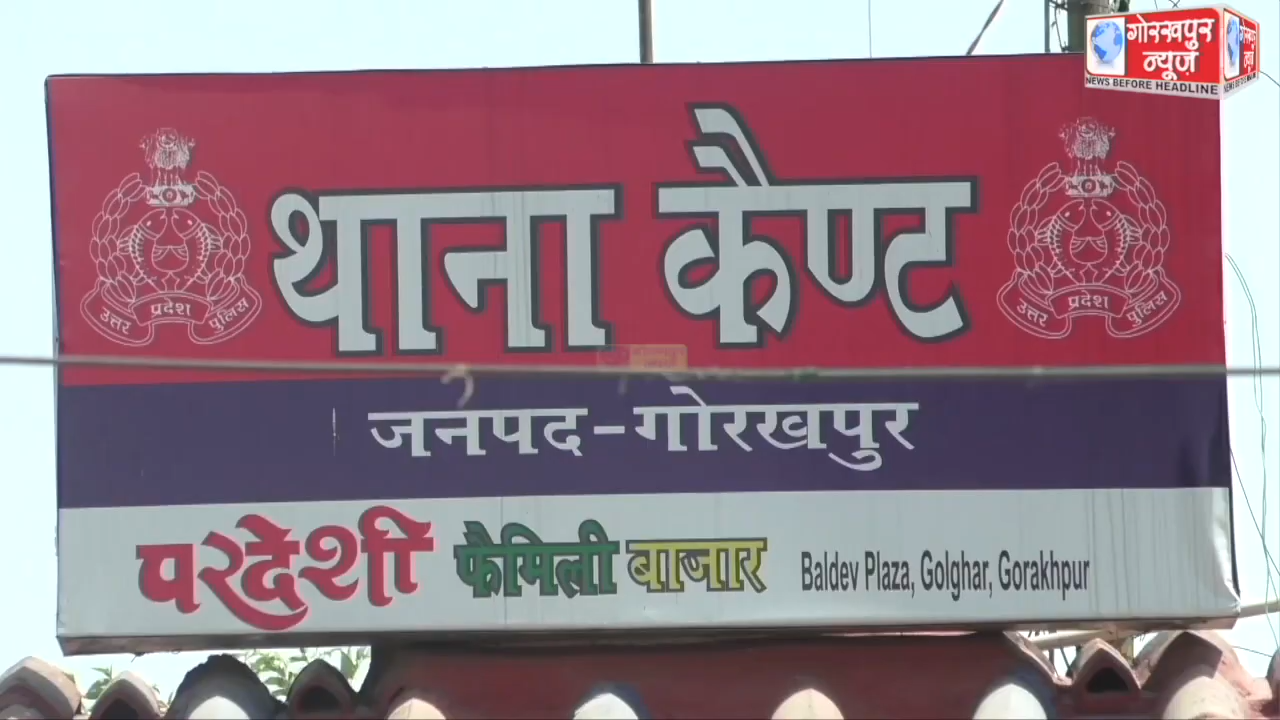 गोरखपुर
न्यूज़
NEWS BEFORE HEADLINE
थाना कैण्ट
उत्तर प्रदेश पुलिस
उत्तर प्रदेश पुलिस
जनपद-गोरखपुर
परदेशी फैमिली बाजार Baldev Plaza, Golghar, Gorakhpur